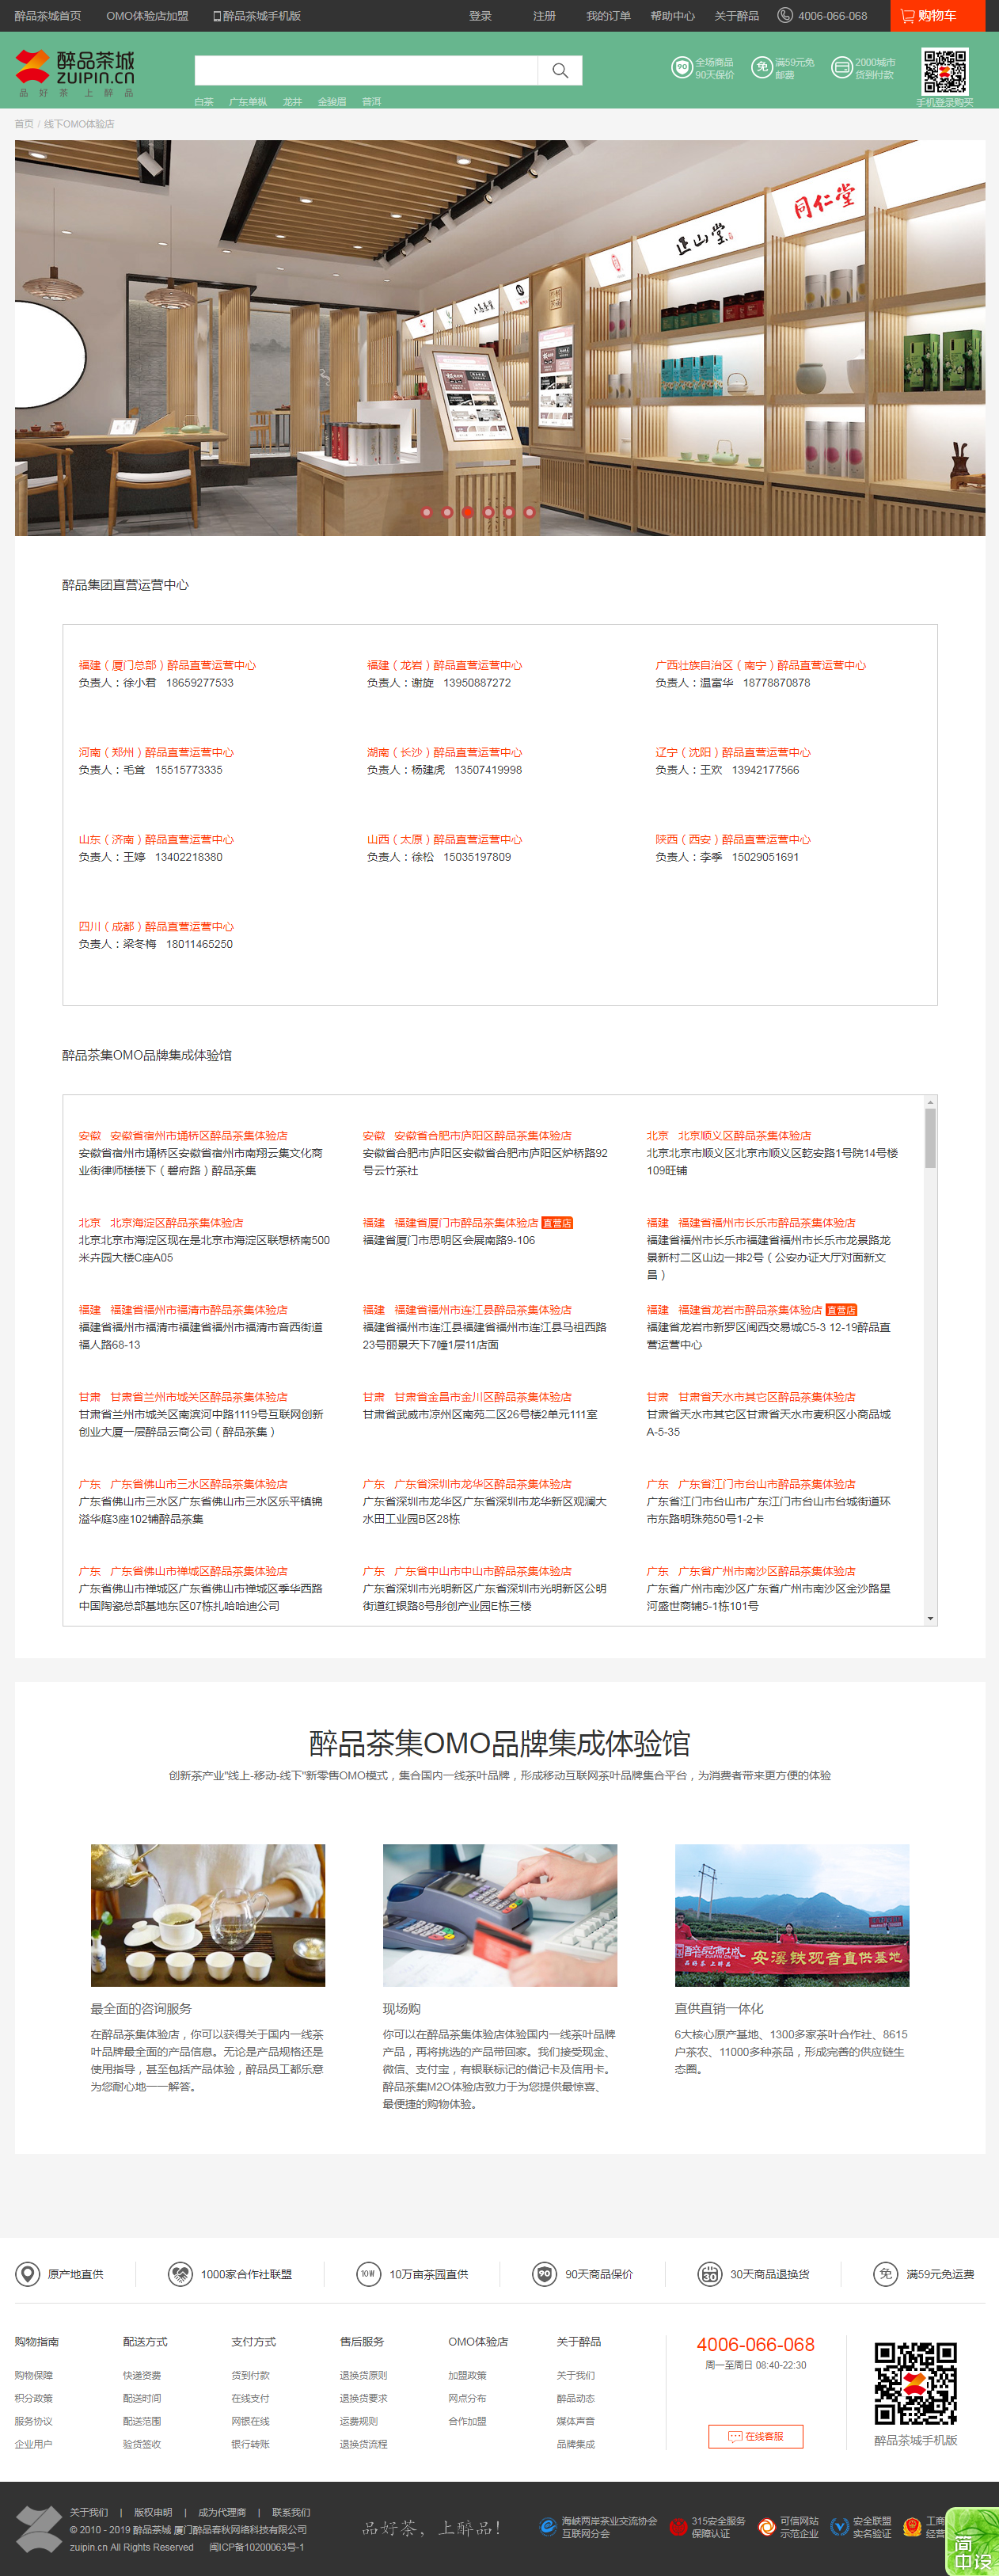 醉品茶城首页 OMO体验店加盟 醉品茶城手机版 登录 注册 我的订单 帮助中心 关于醉品 4006-066-068 购物车
醉品茶城
zuipin.cn
品 好 茶 上 醉 品
全场商品
90天保价
满59元免
邮費
2000城市
货到付款
白茶 广东单枞 龙井 金骏眉 普洱
手机登录购买
首页 / 线下OMO体验店
同仁堂
醉品集团直营运营中心
福建（厦门总部）醉品直营运营中心
负责人：徐小君 18659277533
福建（龙岩）醉品直营运营中心
负责人：谢旋 13950887272
广西壮族自治区（南宁）醉品直营运营中心
负责人：温富华 18778870878
河南（郑州）醉品直营运营中心
负责人：毛耸 15515773335
湖南（长沙）醉品直营运营中心
负责人：杨建虎 13507419998
辽宁（沈阳）醉品直营运营中心
负责人：王欢 13942177566
山东（济南）醉品直营运营中心
负责人：王婷 13402218380
山西（太原）醉品直营运营中心
负责人：徐松 15035197809
陕西（西安）醉品直营运营中心
负责人：李季 15029051691
四川（成都）醉品直营运营中心
负责人：梁冬梅 18011465250
醉品茶集OMO品牌集成体验馆
安徽 安徽省宿州市埇桥区醉品茶集体验店
安徽省宿州市埇桥区安徽省宿州市南翔云集文化商
业街律师楼楼下（磬府路）醉品茶集
安徽 安徽省合肥市庐阳区醉品茶集体验店
安徽省合肥市庐阳区安徽省合肥市庐阳区炉桥路92
号云竹茶社
北京 北京顺义区醉品茶集体验店
北京北京市顺义区北京市顺义区乾安路1号院14号楼
109旺铺
北京 北京海淀区醉品茶集体验店
北京北京市海淀区现在是北京市海淀区联想桥南500
米卉园大楼C座A05
福建 福建省厦门市醉品茶集体验店 直营店
福建省厦门市思明区会展南路9-106
福建 福建省福州市长乐市醉品茶集体验店
福建省福州市长乐市福建省福州市长乐市龙景路龙
景新村二区山边一排2号（公安办证大厅对面新文
昌）
福建 福建省福州市福清市醉品茶集体验店
福建省福州市福清市福建省福州市福清市音西街道
福人路68-13
福建 福建省福州市连江县醉品茶集体验店
福建省福州市连江县福建省福州市连江县马祖西路
23号丽景天下7幢1层11店面
福建 福建省龙岩市醉品茶集体验店 直营店
福建省龙岩市新罗区闽西交易城C5-3 12-19醉品直
营运营中心
甘肃 甘肃省兰州市城关区醉品茶集体验店
甘肃省兰州市城关区南滨河中路1119号互联网创新
创业大厦一层醉品云商公司（醉品茶集）
甘肃 甘肃省金昌市金川区醉品茶集体验店
甘肃省武威市凉州区南苑二区26号楼2单元111室
甘肃 甘肃省天水市其它区醉品茶集体验店
甘肃省天水市其它区甘肃省天水市麦积区小商品城
A-5-35
广东 广东省佛山市三水区醉品茶集体验店
广东省佛山市三水区广东省佛山市三水区乐平镇锦
溢华庭3座102铺醉品茶集
广东 广东省深圳市龙华区醉品茶集体验店
广东省深圳市龙华区广东省深圳市龙华新区观澜大
水田工业园B区28栋
广东 广东省江门市台山市醉品茶集体验店
广东省江门市台山市广东江门市台山市台城街道环
市东路明珠苑50号1-2卡
广东 广东省佛山市禅城区醉品茶集体验店
广东省佛山市禅城区广东省佛山市禅城区季华西路
中国陶瓷总部基地东区07栋扎哈哈迪公司
广东 广东省中山市中山市醉品茶集体验店
广东省深圳市光明新区广东省深圳市光明新区公明
街道红银路8号彤创产业园E栋三楼
广东 广东省广州市南沙区醉品茶集体验店
广东省广州市南沙区广东省广州市南沙区金沙路星
河盛世商铺5-1栋101号
醉品茶集OMO品牌集成体验馆
创新茶产业"线上-移动-线下"新零售OMO模式，集合国内一线茶叶品牌，形成移动互联网茶叶品牌集合平台，为消费者带来更方便的体验
安溪铁观音直供基地
最全面的咨询服务
在醉品茶集体验店，你可以获得关于国内一线茶
叶品牌最全面的产品信息。无论是产品规格还是
使用指导，甚至包括产品体验，醉品员工都乐意
为您耐心地一一解答。
现场购
你可以在醉品茶集体验店体验国内一线茶叶品牌
产品，再将挑选的产品带回家。我们接受现金、
微信、支付宝，有银联标记的借记卡及信用卡。
醉品茶集M2O体验店致力于为您提供最惊喜、
最便捷的购物体验。
直供直销一体化
6大核心原产基地、1300多家茶叶合作社、8615
户茶农、11000多种茶品，形成完善的供应链生
态圈。
原产地直供 1000家合作社联盟 10W 10万亩茶园直供 90 90天商品保价 30 30天商品退换货 免 满59元免运费
购物指南 配送方式 支付方式 售后服务 OMO体验店 关于醉品
购物保障 快递资费 货到付款 退换货原则 加盟政策 关于我们
积分政策 配送时间 在线支付 退换货要求 网点分布 醉品动态
服务协议 配送范围 网银在线 运费规则 合作加盟 媒体声音
企业用户 验货签收 银行转账 退换货流程 品牌集成
4006-066-068
周一至周日 08:40-22:30
在线客服
醉品茶城手机版
关于我们 | 版权申明 | 成为代理商 | 联系我们
© 2010 - 2019 醉品茶城 厦门醉品春秋网络科技有限公司
zuipin.cn All Rights Reserved 闽ICP备10200063号-1
品好茶，上醉品！
海峡两岸茶业交流协会
互联网分会
315安全服务
保障认证
可信网站
示范企业
安全联盟
实名验证
工商
经营
简
中设